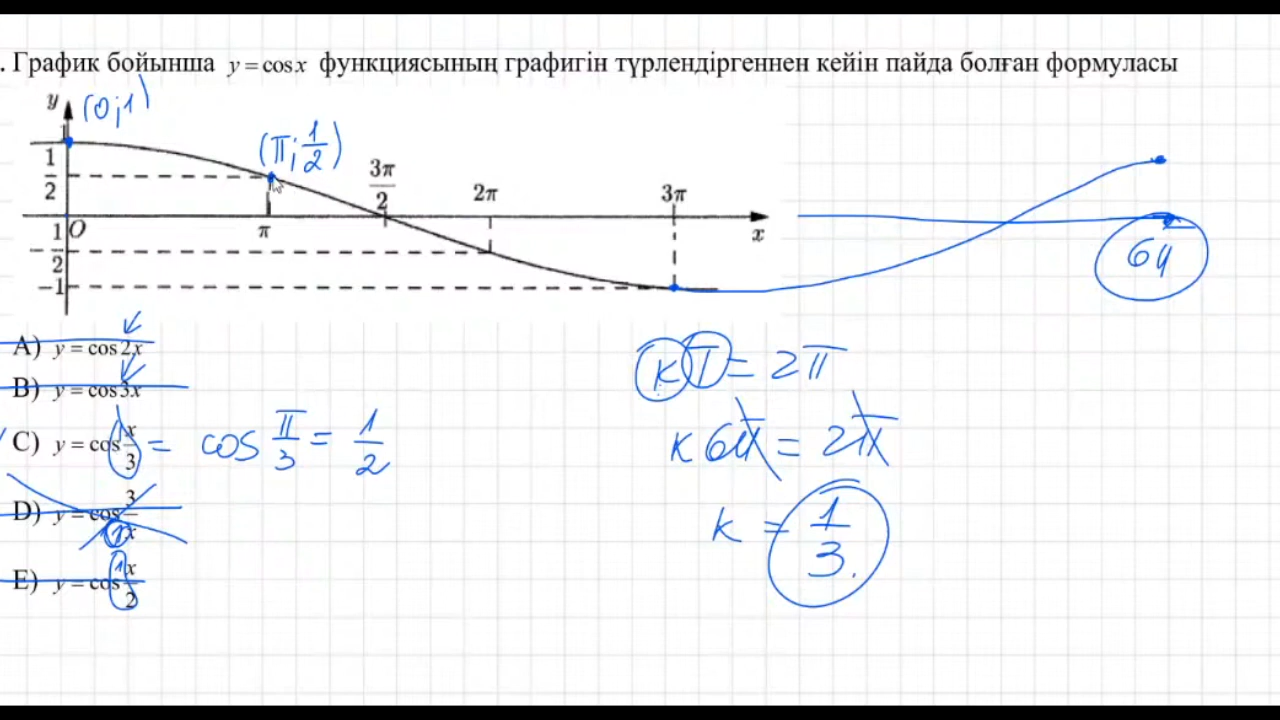 . График бойынша y = cos x функциясының графигін түрлендіргеннен кейін пайда болған формуласы
y
(0;1)
1
(π; 1/2)
1/2
3π/2
2π
3π
O
π
x
-1/2
-1
6π
A) y = cos 2x
B) y = cos 3x
C) y = cos x/3 = cos π/3 = 1/2
D) y = cos 3/x
E) y = cos x/2
kT = 2π
k 6π = 2π
k = 1/3.